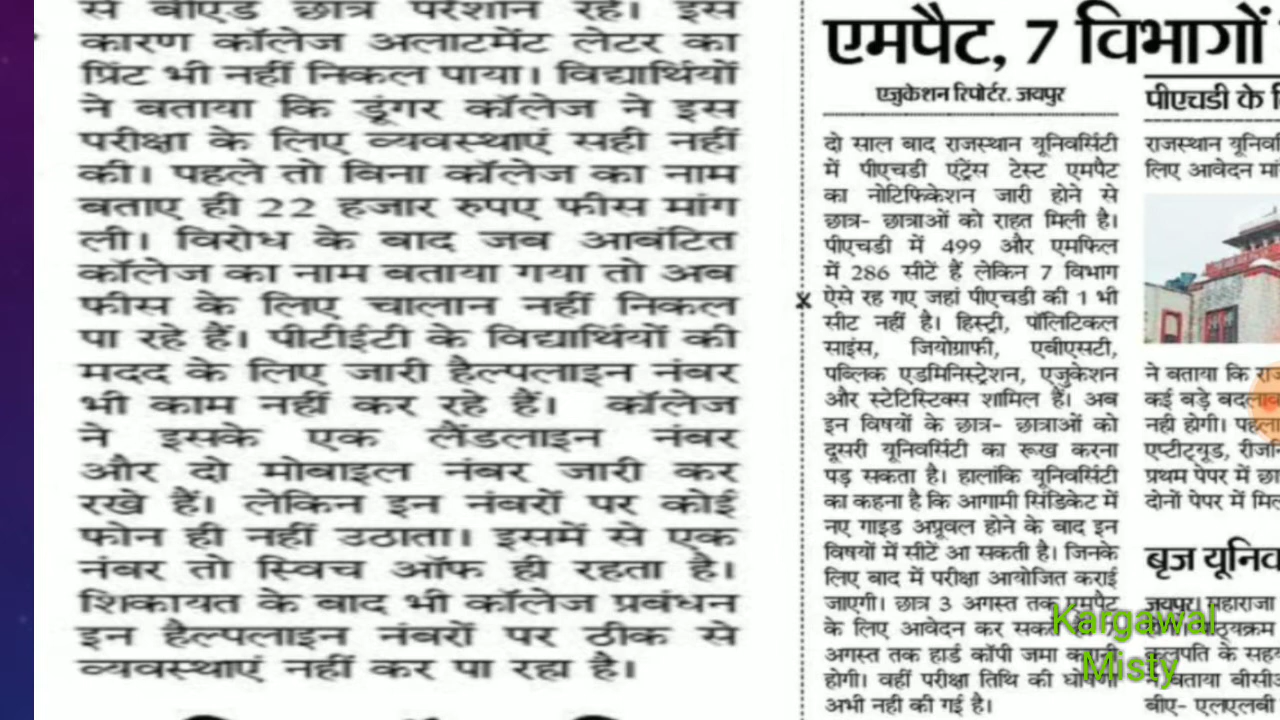 से बीएड छात्र परेशान रहे। इस
कारण कॉलेज अलाटमेंट लेटर का
प्रिंट भी नहीं निकल पाया। विद्यार्थियों
ने बताया कि डूंगर कॉलेज ने इस
परीक्षा के लिए व्यवस्थाएं सही नहीं
की। पहले तो बिना कॉलेज का नाम
बताए ही 22 हजार रुपए फीस मांग
ली। विरोध के बाद जब आबंटित
कॉलेज का नाम बताया गया तो अब
फीस के लिए चालान नहीं निकल
पा रहे हैं। पीटीईटी के विद्यार्थियों की
मदद के लिए जारी हैल्पलाइन नंबर
भी काम नहीं कर रहे हैं। कॉलेज
ने इसके एक लैंडलाइन नंबर
और दो मोबाइल नंबर जारी कर
रखे हैं। लेकिन इन नंबरों पर कोई
फोन ही नहीं उठाता। इसमें से एक
नंबर तो स्विच ऑफ ही रहता है।
शिकायत के बाद भी कॉलेज प्रबंधन
इन हैल्पलाइन नंबरों पर ठीक से
व्यवस्थाएं नहीं कर पा रहा है।
एमपैट, 7 विभागों
एजुकेशन रिपोर्टर. जयपुर
दो साल बाद राजस्थान यूनिवर्सिटी
में पीएचडी एंट्रेंस टेस्ट एमपैट
का नोटिफिकेशन जारी होने से
छात्र- छात्राओं को राहत मिली है।
पीएचडी में 499 और एमफिल
में 286 सीटें हैं लेकिन 7 विभाग
ऐसे रह गए जहां पीएचडी की 1 भी
सीट नहीं है। हिस्ट्री, पॉलिटिकल
साइंस, जियोग्राफी, एबीएसटी,
पब्लिक एडमिनिस्ट्रेशन, एजुकेशन
और स्टेटिस्टिक्स शामिल हैं। अब
इन विषयों के छात्र- छात्राओं को
दूसरी यूनिवर्सिटी का रूख करना
पड़ सकता है। हालांकि यूनिवर्सिटी
का कहना है कि आगामी सिंडिकेट में
नए गाइड अप्रूवल होने के बाद इन
विषयों में सीटें आ सकती है। जिनके
लिए बाद में परीक्षा आयोजित कराई
जाएगी। छात्र 3 अगस्त तक एमपैट
के लिए आवेदन कर सकते
अगस्त तक हार्ड कॉपी जमा करानी
होगी। वहीं परीक्षा तिथि की घोषणा
अभी नही की गई है।
पीएचडी के
राजस्थान
लिए आवेदन
ने बताया कि
कई बड़े
नही होगी।
एप्टीट्यूड,
प्रथम पेपर में
दोनों पेपर में
बृज
जयपुर। महाराजा
पाठ्यक्रम
कुलपति के
ने बताया
बीए- एलएलबी
Kargawal
Misty